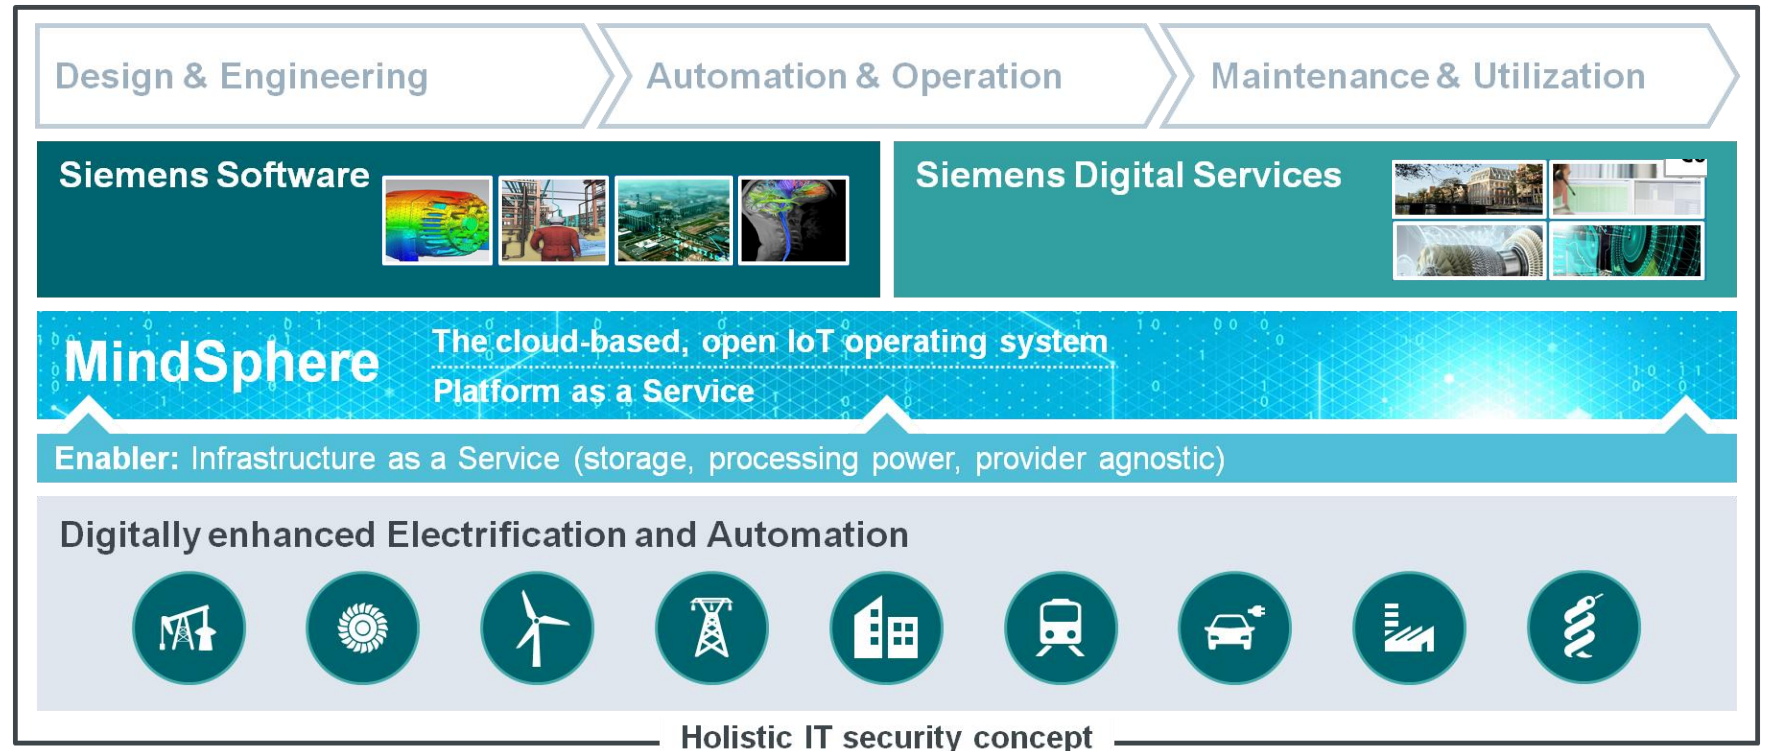 Design & Engineering
Automation & Operation
Maintenance & Utilization
Siemens Software
Siemens Digital Services
MindSphere
The cloud-based, open IoT operating system
Platform as a Service
Enabler: Infrastructure as a Service (storage, processing power, provider agnostic)
Digitally enhanced Electrification and Automation
Holistic IT security concept